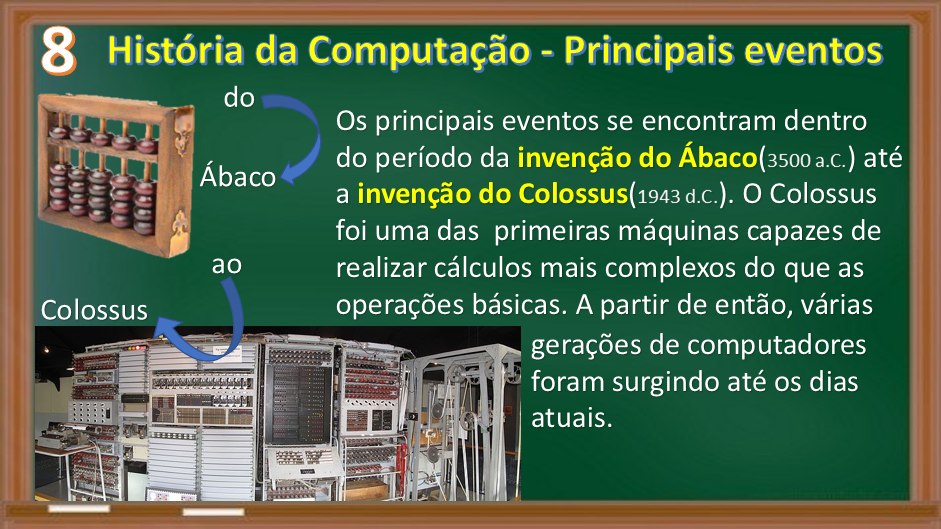 8 História da Computação - Principais eventos
do
Ábaco
ao
Colossus
Os principais eventos se encontram dentro
do período da invenção do Ábaco(3500 a.C.) até
a invenção do Colossus(1943 d.C.). O Colossus
foi uma das primeiras máquinas capazes de
realizar cálculos mais complexos do que as
operações básicas. A partir de então, várias
gerações de computadores
foram surgindo até os dias
atuais.